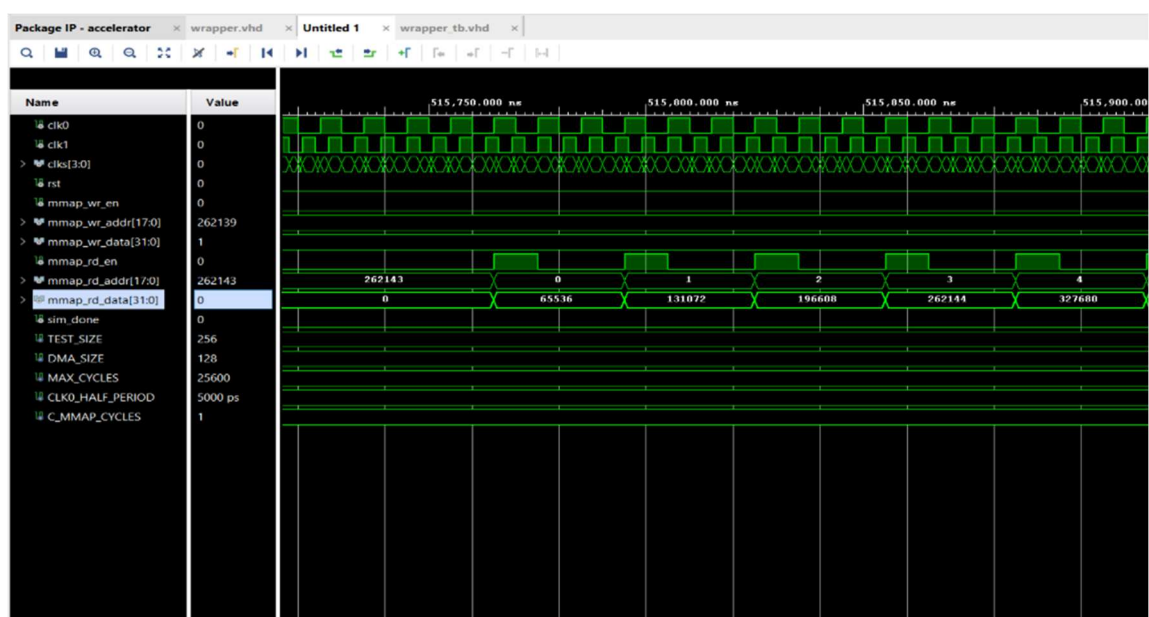 Package IP - accelerator × wrapper.vhd × Untitled 1 × wrapper_tb.vhd ×
Name Value
515,750.000 ns 515,800.000 ns 515,850.000 ns 515,900.00
clk0 0
clk1 0
clks[3:0] 0
rst 0
mmap_wr_en 0
mmap_wr_addr[17:0] 262139
mmap_wr_data[31:0] 1
mmap_rd_en 0
mmap_rd_addr[17:0] 262143 262143 0 1 2 3 4
mmap_rd_data[31:0] 0 0 65536 131072 196608 262144 327680
sim_done 0
TEST_SIZE 256
DMA_SIZE 128
MAX_CYCLES 25600
CLK0_HALF_PERIOD 5000 ps
C_MMAP_CYCLES 1